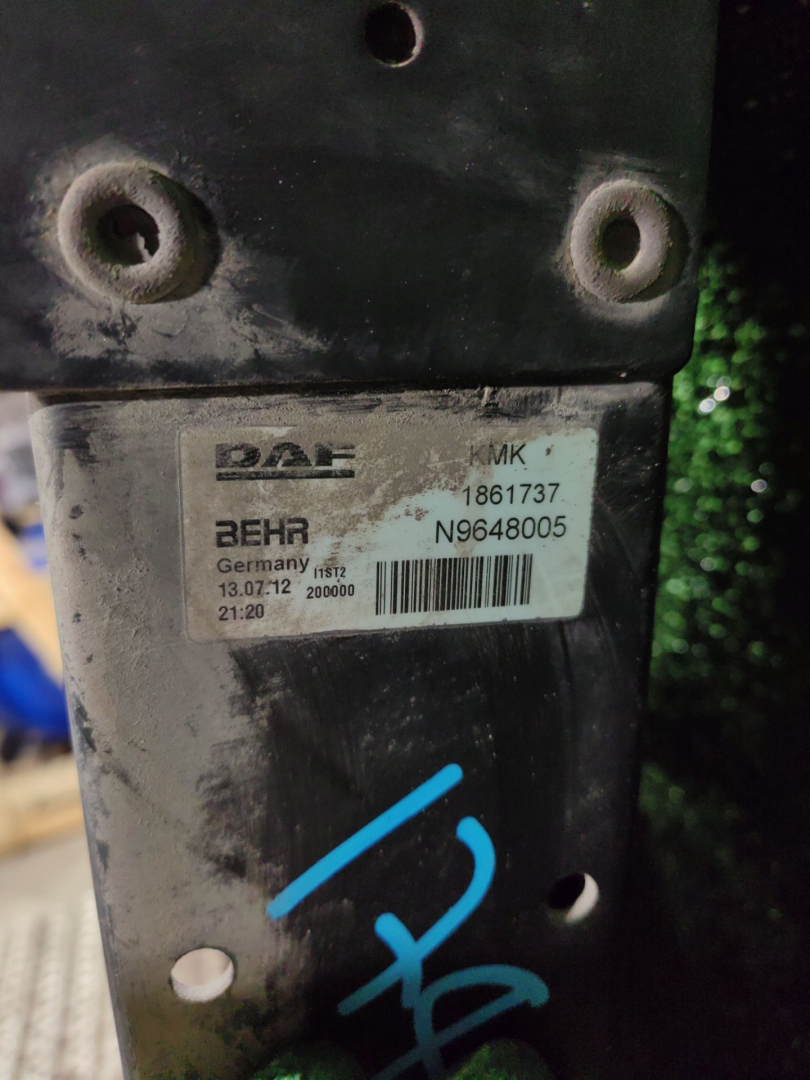 DAF KMK
1861737
BEHR N9648005
Germany I1ST2
13.07.12 200000
21:20